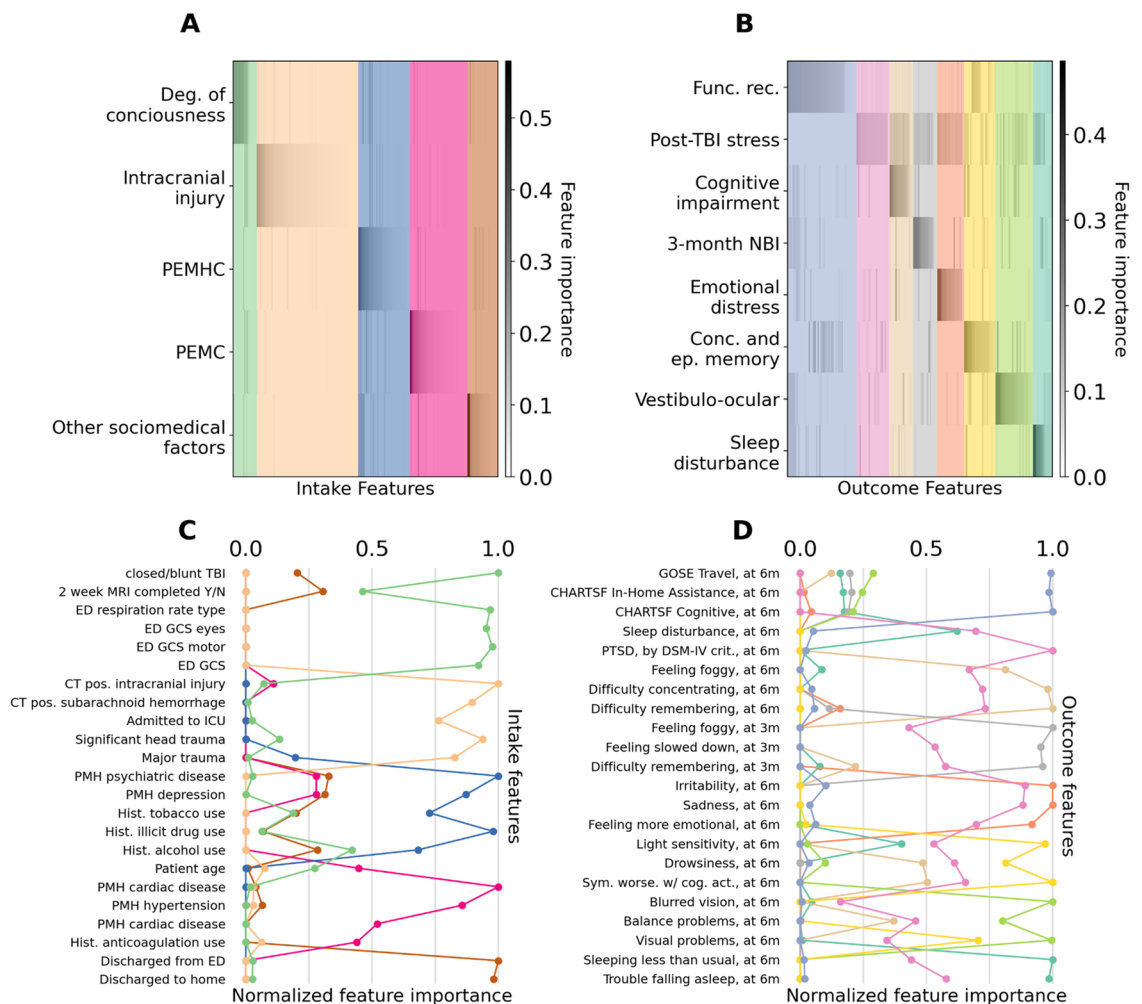 A
Deg. of
conciousness
Intracranial
injury
PEMHC
PEMC
Other sociomedical
factors
Intake Features
0.5
0.4
0.3
0.2
0.1
0.0
Feature importance
B
Func. rec.
Post-TBI stress
Cognitive
impairment
3-month NBI
Emotional
distress
Conc. and
ep. memory
Vestibulo-ocular
Sleep
disturbance
Outcome Features
0.4
0.3
0.2
0.1
0.0
Feature importance
C
0.0 0.5 1.0
closed/blunt TBI
2 week MRI completed Y/N
ED respiration rate type
ED GCS eyes
ED GCS motor
ED GCS
CT pos. intracranial injury
CT pos. subarachnoid hemorrhage
Admitted to ICU
Significant head trauma
Major trauma
PMH psychiatric disease
PMH depression
Hist. tobacco use
Hist. illicit drug use
Hist. alcohol use
Patient age
PMH cardiac disease
PMH hypertension
PMH cardiac disease
Hist. anticoagulation use
Discharged from ED
Discharged to home
Normalized feature importance
Intake features
D
0.0 0.5 1.0
GOSE Travel, at 6m
CHARTSF In-Home Assistance, at 6m
CHARTSF Cognitive, at 6m
Sleep disturbance, at 6m
PTSD, by DSM-IV crit., at 6m
Feeling foggy, at 6m
Difficulty concentrating, at 6m
Difficulty remembering, at 6m
Feeling foggy, at 3m
Feeling slowed down, at 3m
Difficulty remembering, at 3m
Irritability, at 6m
Sadness, at 6m
Feeling more emotional, at 6m
Light sensitivity, at 6m
Drowsiness, at 6m
Sym. worse. w/ cog. act., at 6m
Blurred vision, at 6m
Balance problems, at 6m
Visual problems, at 6m
Sleeping less than usual, at 6m
Trouble falling asleep, at 6m
Normalized feature importance
Outcome features